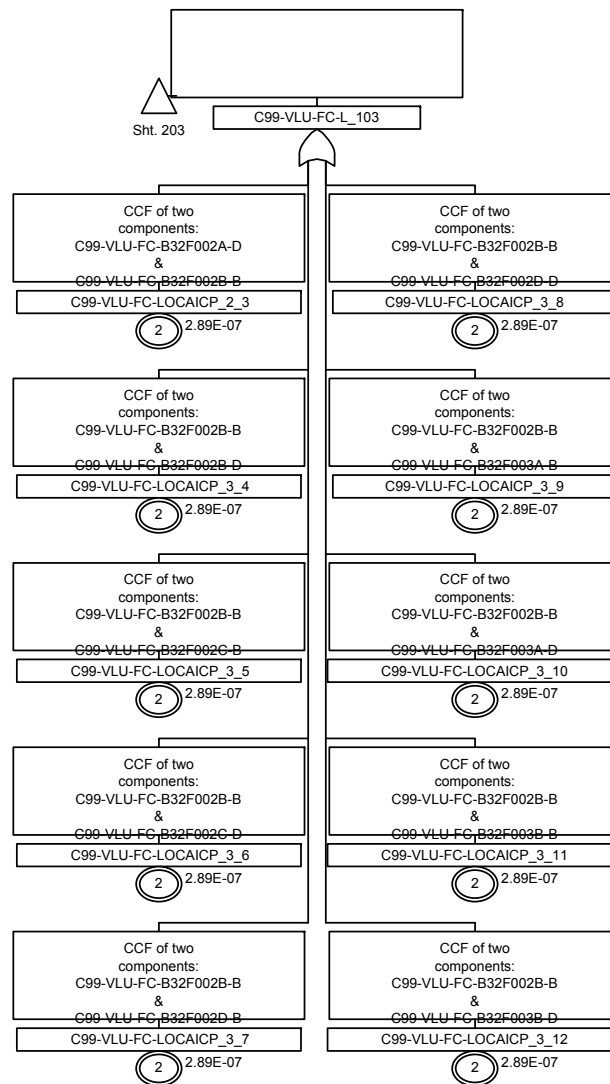 Sht. 203
C99-VLU-FC-L_103
CCF of two
components:
C99-VLU-FC-B32F002A-D
&
C99-VLU-FC-B32F002B-B
C99-VLU-FC-LOCAICP_2_3
2
2.89E-07
CCF of two
components:
C99-VLU-FC-B32F002B-B
&
C99-VLU-FC-B32F002D-D
C99-VLU-FC-LOCAICP_3_8
2
2.89E-07
CCF of two
components:
C99-VLU-FC-B32F002B-B
&
C99-VLU-FC-B32F002B-D
C99-VLU-FC-LOCAICP_3_4
2
2.89E-07
CCF of two
components:
C99-VLU-FC-B32F002B-B
&
C99-VLU-FC-B32F003A-B
C99-VLU-FC-LOCAICP_3_9
2
2.89E-07
CCF of two
components:
C99-VLU-FC-B32F002B-B
&
C99-VLU-FC-B32F002C-B
C99-VLU-FC-LOCAICP_3_5
2
2.89E-07
CCF of two
components:
C99-VLU-FC-B32F002B-B
&
C99-VLU-FC-B32F003A-D
C99-VLU-FC-LOCAICP_3_10
2
2.89E-07
CCF of two
components:
C99-VLU-FC-B32F002B-B
&
C99-VLU-FC-B32F002C-D
C99-VLU-FC-LOCAICP_3_6
2
2.89E-07
CCF of two
components:
C99-VLU-FC-B32F002B-B
&
C99-VLU-FC-B32F003B-B
C99-VLU-FC-LOCAICP_3_11
2
2.89E-07
CCF of two
components:
C99-VLU-FC-B32F002B-B
&
C99-VLU-FC-B32F002D-B
C99-VLU-FC-LOCAICP_3_7
2
2.89E-07
CCF of two
components:
C99-VLU-FC-B32F002B-B
&
C99-VLU-FC-B32F003B-D
C99-VLU-FC-LOCAICP_3_12
2
2.89E-07